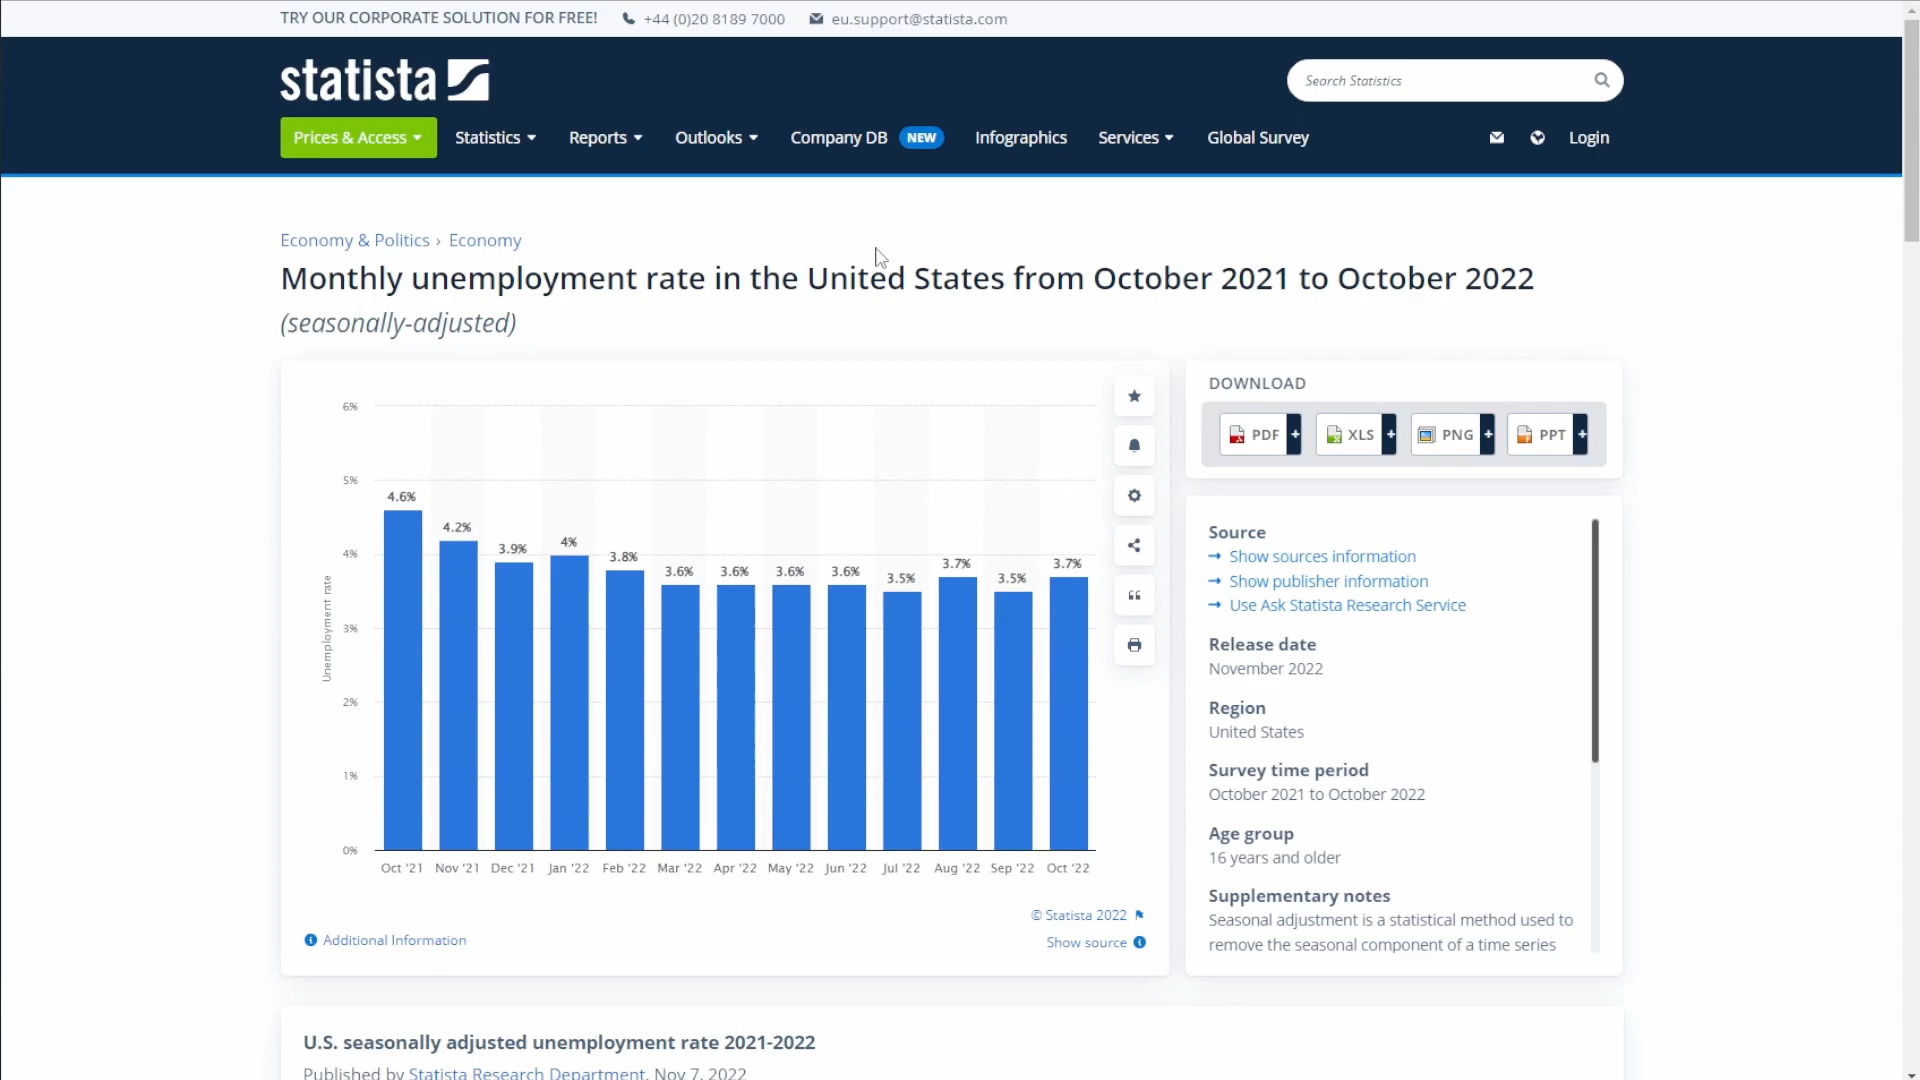 TRY OUR CORPORATE SOLUTION FOR FREE! +44 (0)20 8189 7000 eu.support@statista.com
statista
Search Statistics
Prices & Access Statistics Reports Outlooks Company DB NEW Infographics Services Global Survey Login
Economy & Politics › Economy
Monthly unemployment rate in the United States from October 2021 to October 2022
(seasonally-adjusted)
6%
5%
4%
3%
2%
1%
0%
Unemployment rate
4.6%
4.2%
3.9%
4%
3.8%
3.6%
3.6%
3.6%
3.6%
3.5%
3.7%
3.5%
3.7%
Oct '21 Nov '21 Dec '21 Jan '22 Feb '22 Mar '22 Apr '22 May '22 Jun '22 Jul '22 Aug '22 Sep '22 Oct '22
© Statista 2022
Additional Information
Show source
DOWNLOAD
PDF + XLS + PNG + PPT +
Source
→ Show sources information
→ Show publisher information
→ Use Ask Statista Research Service
Release date
November 2022
Region
United States
Survey time period
October 2021 to October 2022
Age group
16 years and older
Supplementary notes
Seasonal adjustment is a statistical method used to
remove the seasonal component of a time series
U.S. seasonally adjusted unemployment rate 2021-2022
Published by Statista Research Department, Nov 7, 2022